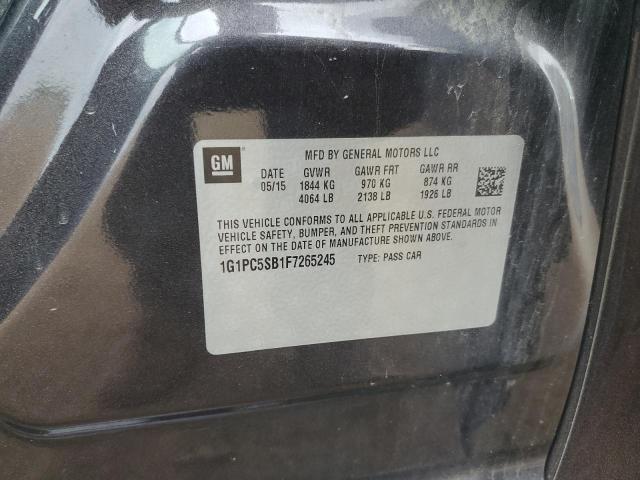 GM
MFD BY GENERAL MOTORS LLC
DATE GVWR GAWR FRT GAWR RR
05/15 1844 KG 970 KG 874 KG
4064 LB 2138 LB 1926 LB
THIS VEHICLE CONFORMS TO ALL APPLICABLE U.S. FEDERAL MOTOR
VEHICLE SAFETY, BUMPER, AND THEFT PREVENTION STANDARDS IN
EFFECT ON THE DATE OF MANUFACTURE SHOWN ABOVE.
1G1PC5SB1F7265245 TYPE: PASS CAR